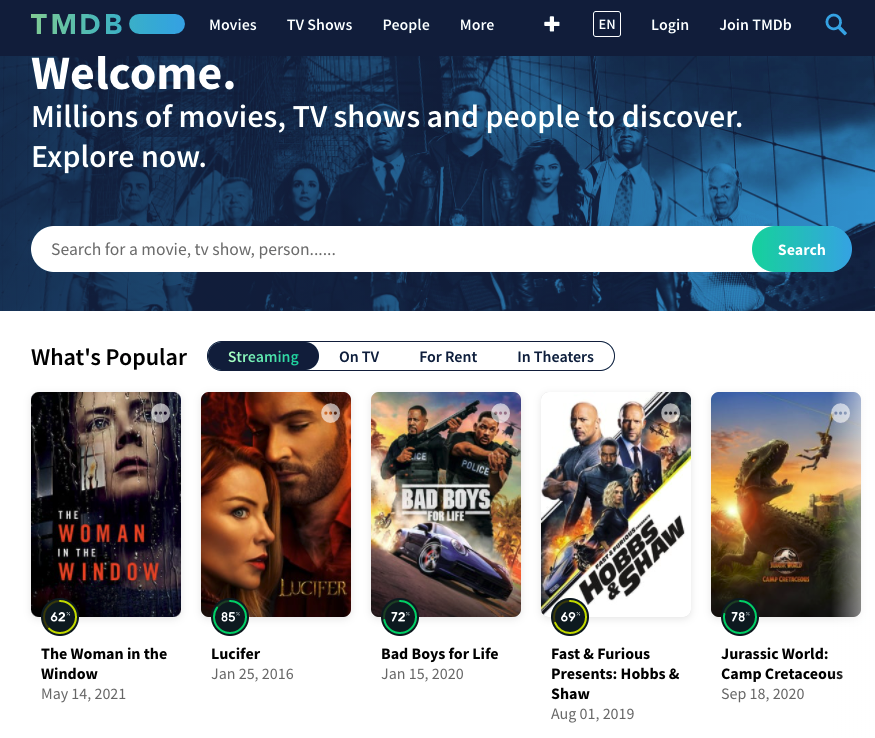 TMDB Movies TV Shows People More + EN Login Join TMDb
Welcome.
Millions of movies, TV shows and people to discover.
Explore now.
Search for a movie, tv show, person......
Search
What's Popular
Streaming On TV For Rent In Theaters
THE
WOMAN
IN THE
WINDOW
LUCIFER
POLICE
POLICE
BAD BOYS
FOR LIFE
FAST & FURIOUS PRESENTS
HOBBS
& SHAW
JURASSIC WORLD
CAMP CRETACEOUS
62%
85%
72%
69%
78%
The Woman in the
Window
May 14, 2021
Lucifer
Jan 25, 2016
Bad Boys for Life
Jan 15, 2020
Fast & Furious
Presents: Hobbs &
Shaw
Aug 01, 2019
Jurassic World:
Camp Cretaceous
Sep 18, 2020